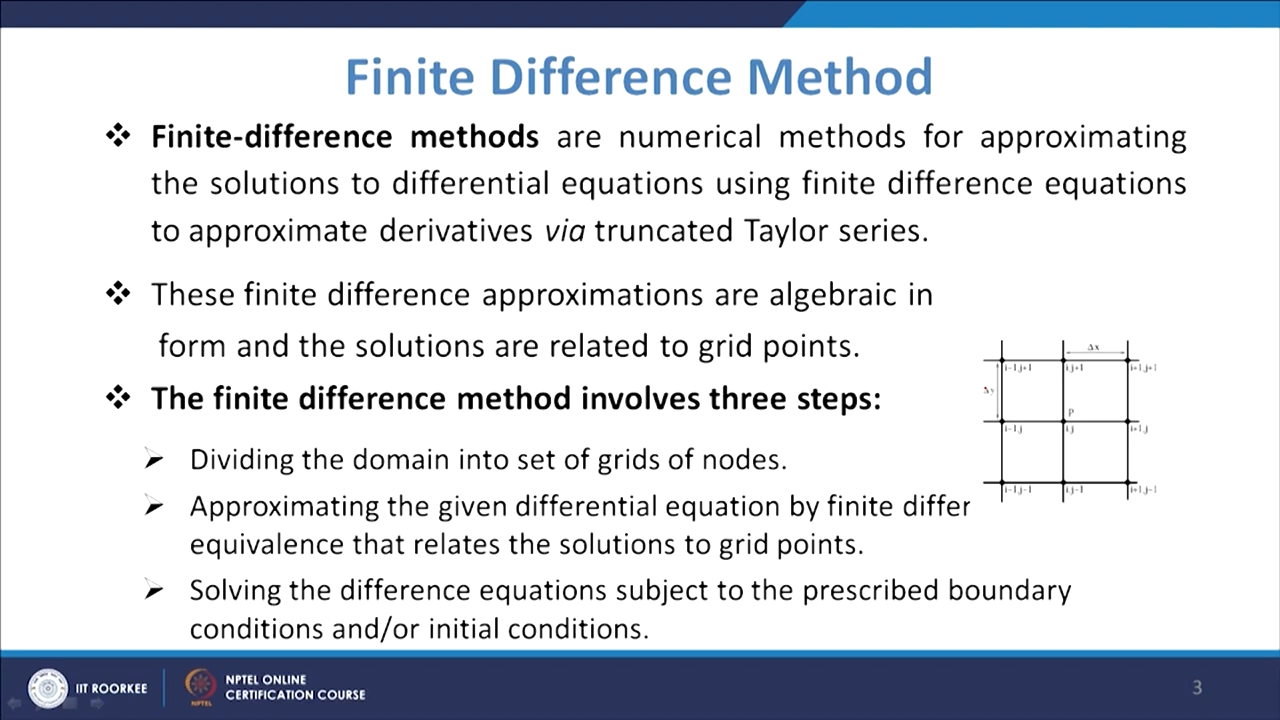 Finite Difference Method
Finite-difference methods are numerical methods for approximating
the solutions to differential equations using finite difference equations
to approximate derivatives via truncated Taylor series.
These finite difference approximations are algebraic in
form and the solutions are related to grid points.
Δx
i-1,j+1 i,j+1 i+1,j+1
Δy
The finite difference method involves three steps:
P
i-1,j i,j i+1,j
Dividing the domain into set of grids of nodes.
i-1,j-1 i,j-1 i+1,j-1
Approximating the given differential equation by finite differ
equivalence that relates the solutions to grid points.
Solving the difference equations subject to the prescribed boundary
conditions and/or initial conditions.
IIT ROORKEE
NPTEL
NPTEL ONLINE
CERTIFICATION COURSE
3